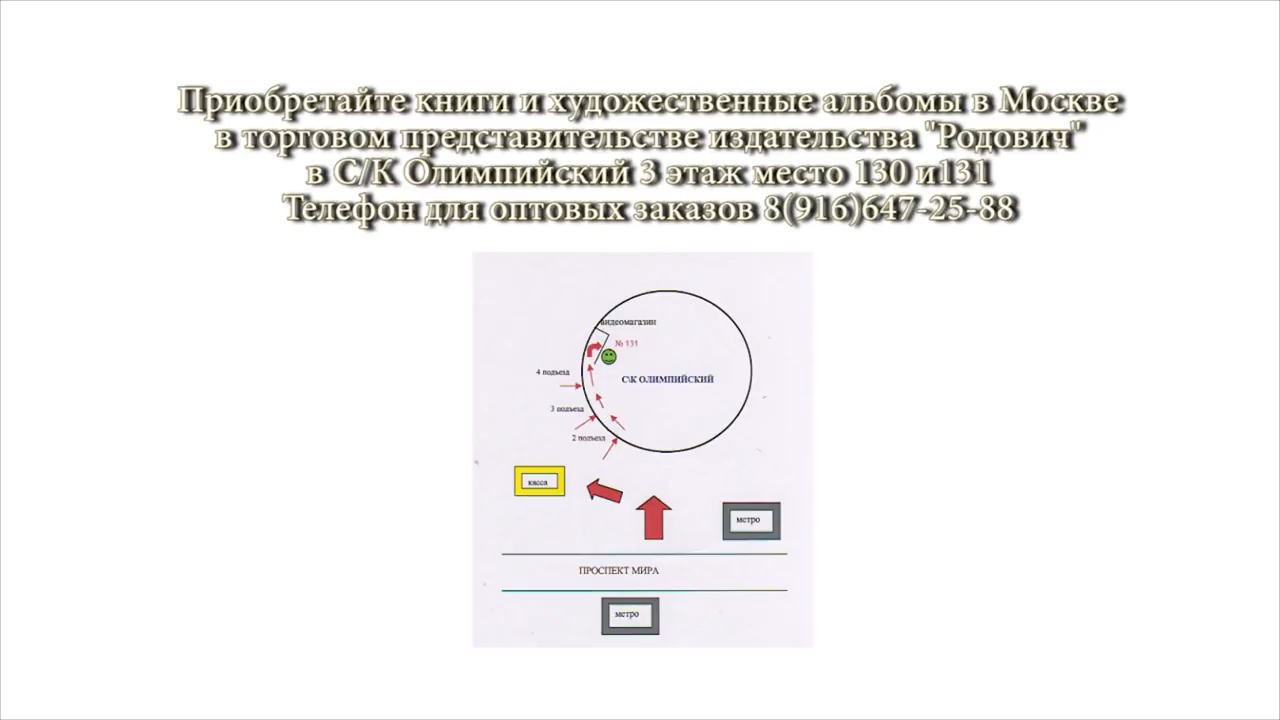 Приобретайте книги и художественные альбомы в Москве
в торговом представительстве издательства "Родович"
в С/К Олимпийский 3 этаж место 130 и131
Телефон для оптовых заказов 8(916)647-25-88
видеомагазин
№ 131
4 подъезд
С\К ОЛИМПИЙСКИЙ
3 подъезд
2 подъезд
касса
метро
ПРОСПЕКТ МИРА
метро